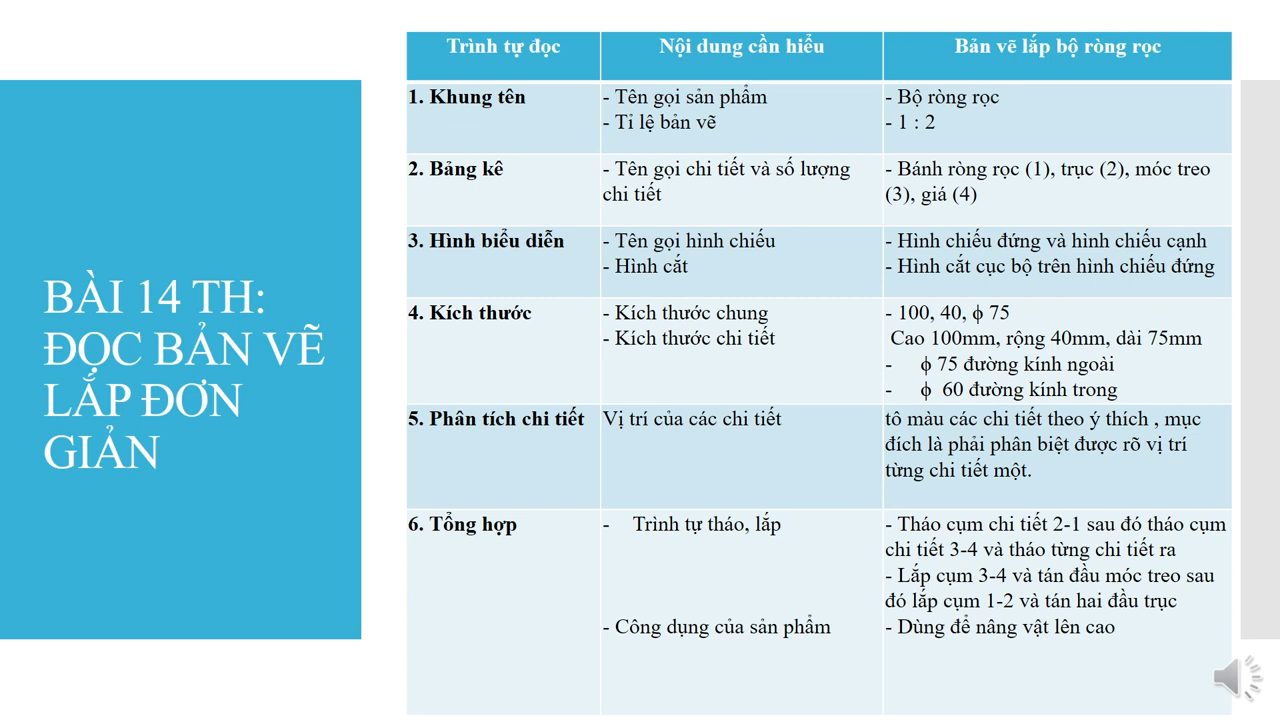 BÀI 14 TH:
ĐỌC BẢN VẼ
LẮP ĐƠN
GIẢN
Trình tự đọc
Nội dung cần hiểu
Bản vẽ lắp bộ ròng rọc
1. Khung tên
- Tên gọi sản phẩm
- Tỉ lệ bản vẽ
- Bộ ròng rọc
- 1 : 2
2. Bảng kê
- Tên gọi chi tiết và số lượng
chi tiết
- Bánh ròng rọc (1), trục (2), móc treo
(3), giá (4)
3. Hình biểu diễn
- Tên gọi hình chiếu
- Hình cắt
- Hình chiếu đứng và hình chiếu cạnh
- Hình cắt cục bộ trên hình chiếu đứng
4. Kích thước
- Kích thước chung
- Kích thước chi tiết
- 100, 40, ϕ 75
Cao 100mm, rộng 40mm, dài 75mm
- ϕ 75 đường kính ngoài
- ϕ 60 đường kính trong
5. Phân tích chi tiết
Vị trí của các chi tiết
tô màu các chi tiết theo ý thích , mục
đích là phải phân biệt được rõ vị trí
từng chi tiết một.
6. Tổng hợp
- Trình tự tháo, lắp
- Công dụng của sản phẩm
- Tháo cụm chi tiết 2-1 sau đó tháo cụm
chi tiết 3-4 và tháo từng chi tiết ra
- Lắp cụm 3-4 và tán đầu móc treo sau
đó lắp cụm 1-2 và tán hai đầu trục
- Dùng để nâng vật lên cao